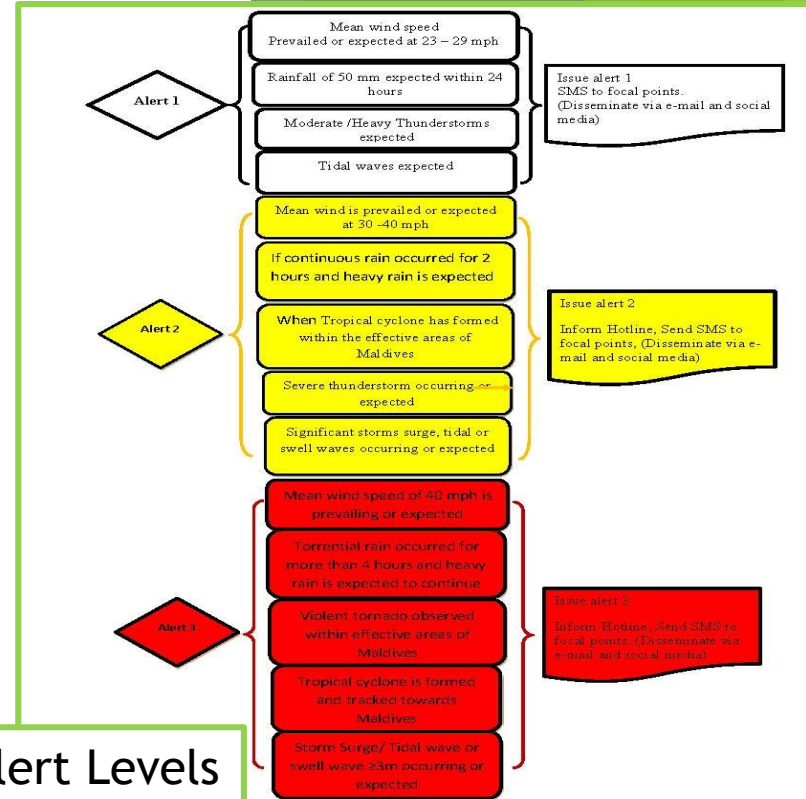 Alert 1
Mean wind speed
Prevailed or expected at 23 – 29 mph
Rainfall of 50 mm expected within 24
hours
Moderate /Heavy Thunderstorms
expected
Tidal waves expected
Issue alert 1
SMS to focal points.
(Disseminate via e-mail and social
media)
Alert 2
Mean wind is prevailed or expected
at 30 -40 mph
If continuous rain occurred for 2
hours and heavy rain is expected
When Tropical cyclone has formed
within the effective areas of
Maldives
Severe thunderstorm occurring or
expected
Significant storms surge, tidal or
swell waves occurring or expected
Issue alert 2
Inform Hotline, Send SMS to
focal points, (Disseminate via e-
mail and social media)
Alert 3
Mean wind speed of 40 mph is
prevailing or expected
Torrential rain occurred for
more than 4 hours and heavy
rain is expected to continue
Violent tornado observed
within effective areas of
Maldives
Tropical cyclone is formed
and tracked towards
Maldives
Storm Surge/ Tidal wave or
swell wave ≥3m occurring or
expected
Issue alert 3
Inform Hotline, Send SMS to
focal points, (Disseminate via
e-mail and social media)
lert Levels